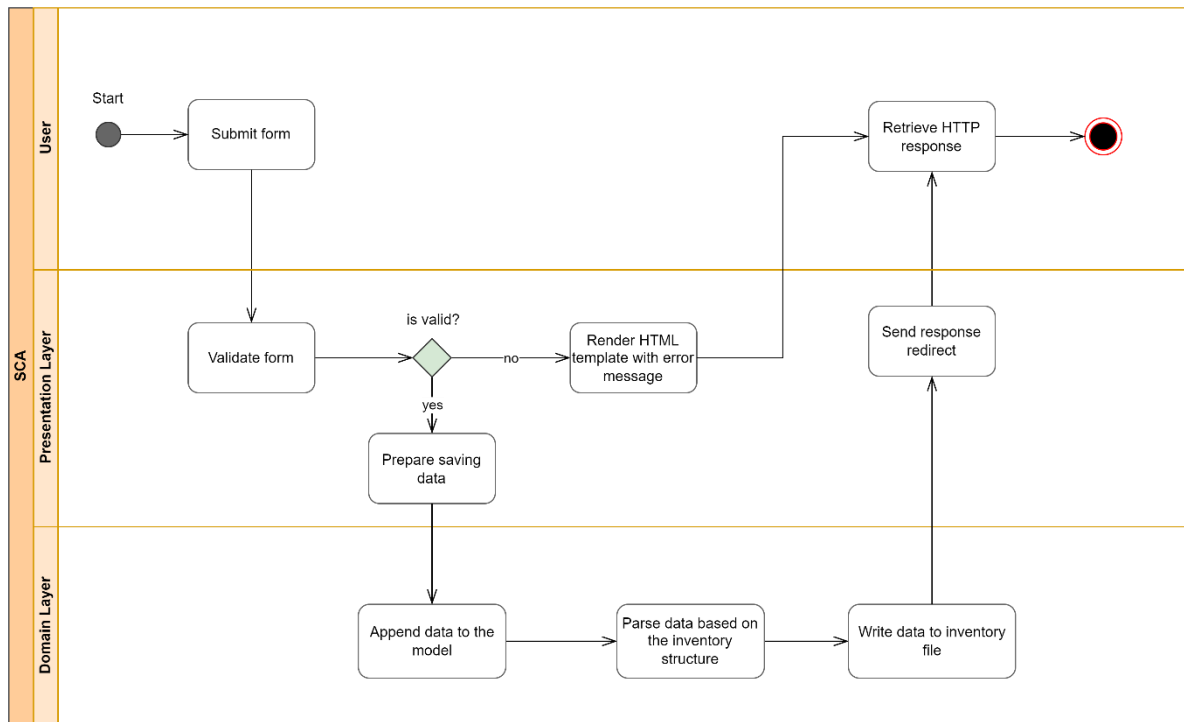 SCA
User
Start
Submit form
Retrieve HTTP
response
Presentation Layer
Validate form
is valid?
no
yes
Render HTML
template with error
message
Send response
redirect
Prepare saving
data
Domain Layer
Append data to the
model
Parse data based on
the inventory
structure
Write data to inventory
file